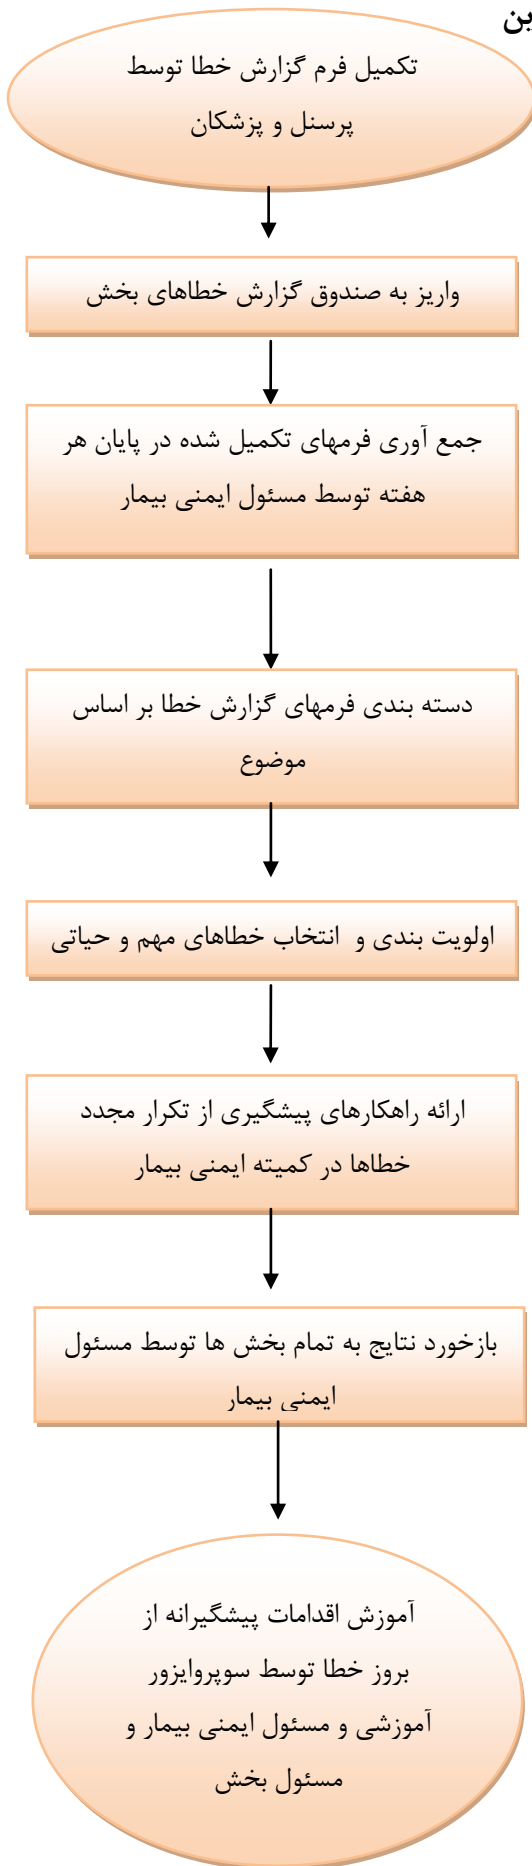 ین
تکمیل فرم گزارش خطا توسط
پرسنل و پزشکان
واریز به صندوق گزارش خطاهای بخش
جمع آوری فرمهای تکمیل شده در پایان هر
هفته توسط مسئول ایمنی بیمار
دسته بندی فرمهای گزارش خطا بر اساس
موضوع
اولویت بندی و انتخاب خطاهای مهم و حیاتی
ارائه راهکارهای پیشگیری از تکرار مجدد
خطاها در کمیته ایمنی بیمار
بازخورد نتایج به تمام بخش ها توسط مسئول
ایمنی بیمار
آموزش اقدامات پیشگیرانه از
بروز خطا توسط سوپروایزور
آموزشی و مسئول ایمنی بیمار و
مسئول بخش